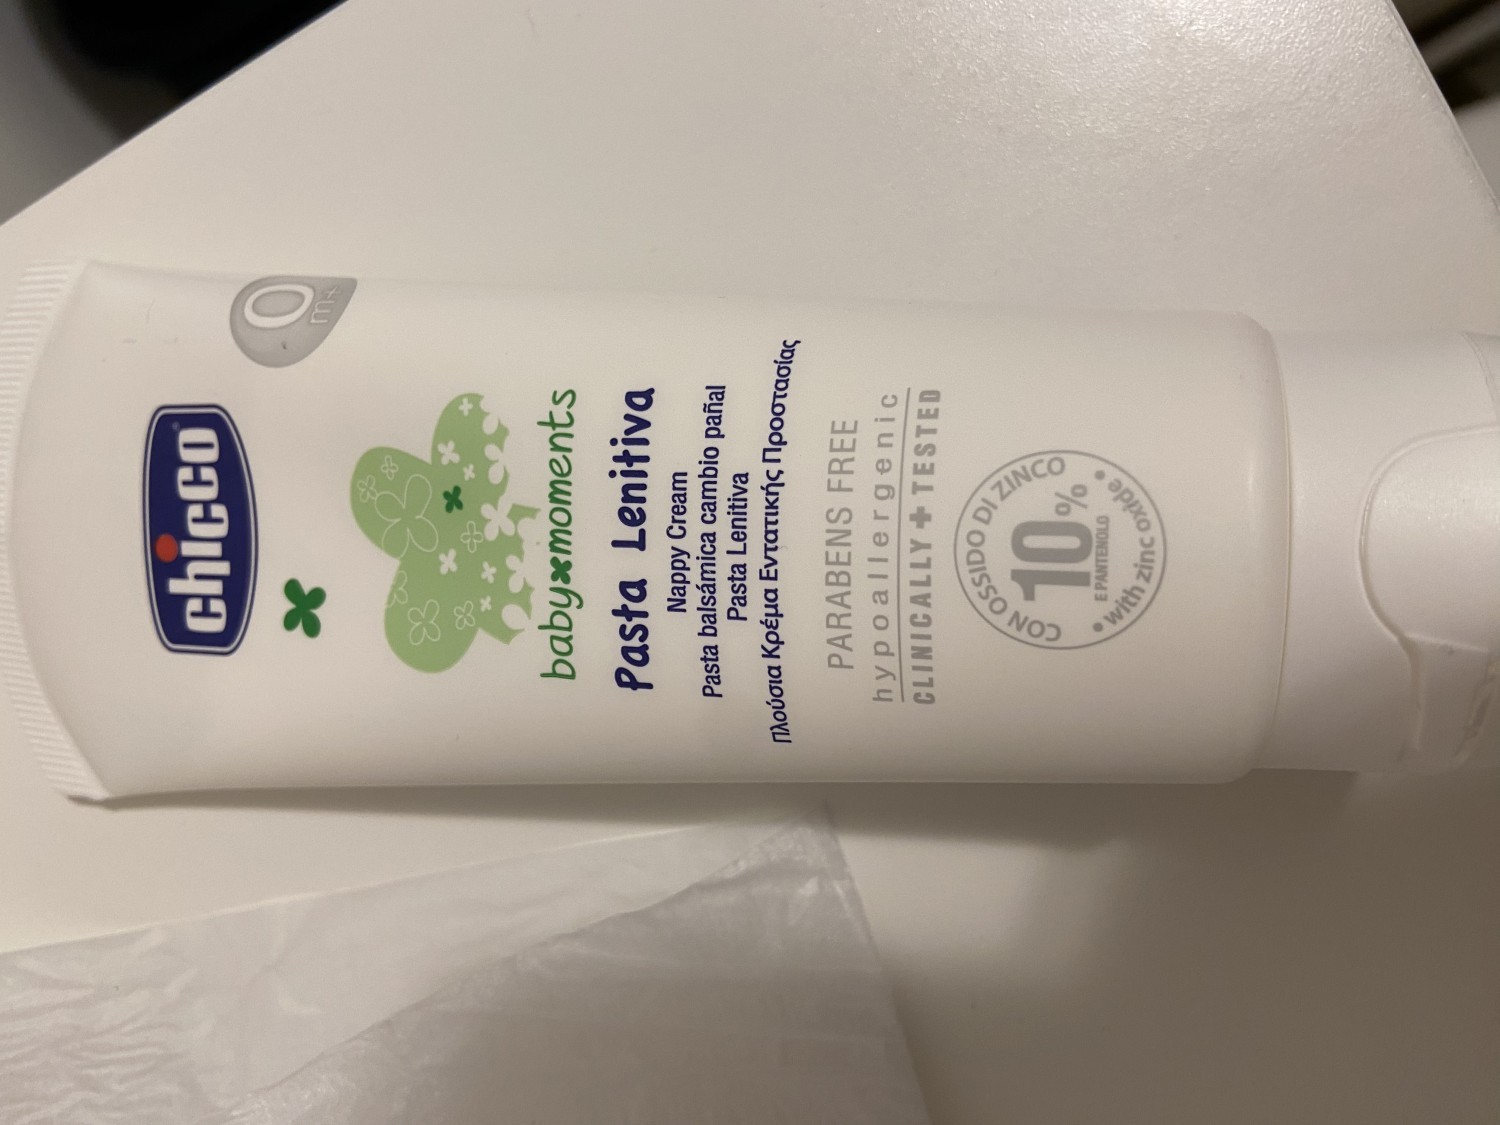 0
m+
chicco
baby moments
Pasta Lenitiva
Nappy Cream
Pasta balsámica cambio pañal
Pasta Lenitiva
Πλούσια Κρέμα Εντατικής Προστασίας
PARABENS FREE
hypoallergenic
CLINICALLY + TESTED
CON OSSIDO DI ZINCO
10%
E PANTENOLO
• with zinc oxide •